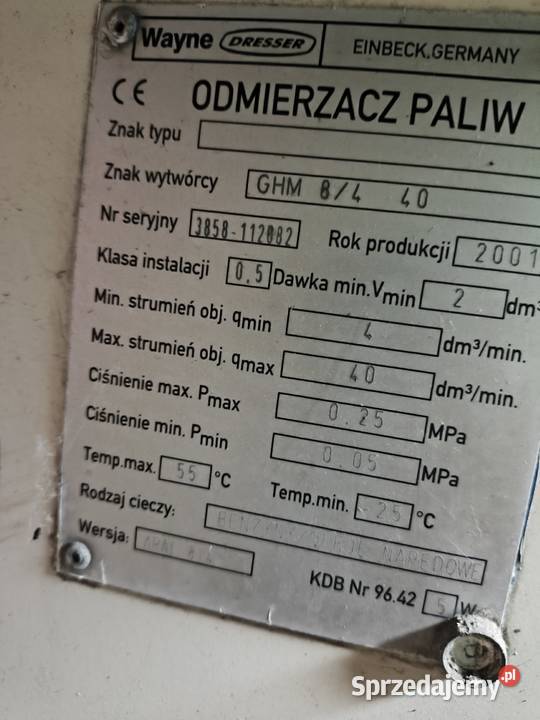 Wayne DRESSER EINBECK.GERMANY
CE ODMIERZACZ PALIW
Znak typu
Znak wytwórcy GHM 8/4 40
Nr seryjny 3858-112082 Rok produkcji 2001
Klasa instalacji 0,5 Dawka min.Vmin 2 dm³
Min. strumień obj. qmin 4 dm³/min.
Max. strumień obj. qmax 40 dm³/min.
Ciśnienie max. Pmax 0.25 MPa
Ciśnienie min. Pmin 0.05 MPa
Temp.max. 55 °C Temp.min. -25 °C
Rodzaj cieczy: NAPĘDOWE
Wersja:
KDB Nr 96.42 5 W
Sprzedajemy.pl